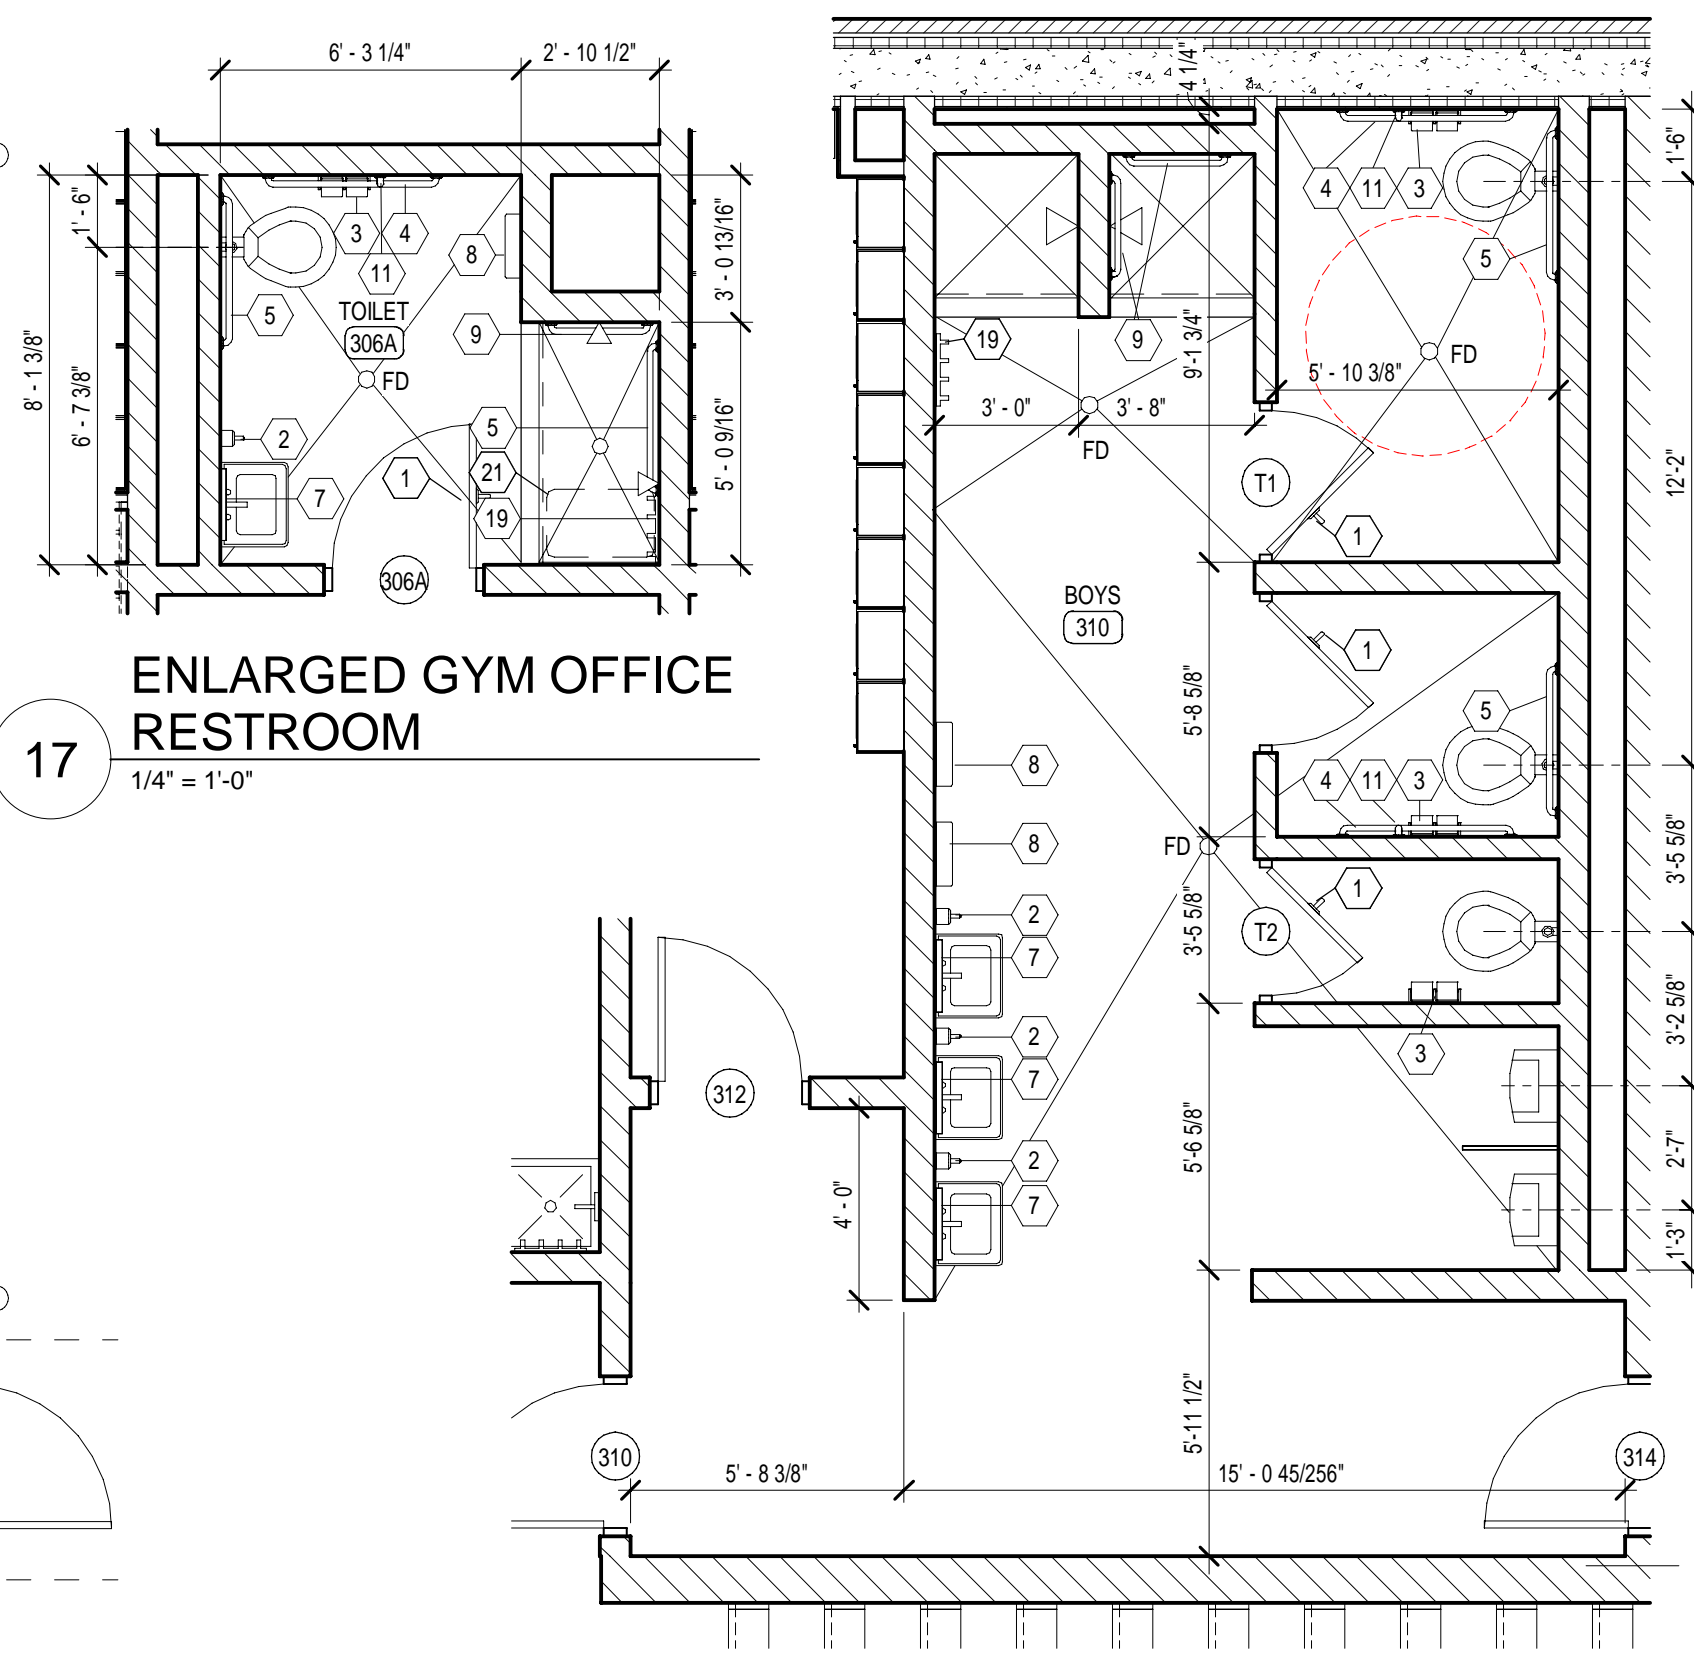 6' - 3 1/4"
2' - 10 1/2"
8' - 1 3/8"
1' - 6"
6' - 7 3/8"
3' - 0 13/16"
5' - 0 9/16"
3
4
11
8
5
TOILET
306A
9
FD
2
5
1
21
7
19
306A
ENLARGED GYM OFFICE
RESTROOM
17
1/4" = 1'-0"
4 1/4"
1'-6"
4
11
3
5
19
9
9'-1 3/4"
FD
5' - 10 3/8"
3' - 0"
3' - 8"
FD
T1
12'-2"
1
BOYS
310
1
5'-8 5/8"
5
8
4
11
3
8
FD
3'-5 5/8"
1
2
T2
3'-5 5/8"
7
2
3
3'-2 5/8"
7
312
5'-6 5/8"
2'-7"
2
7
4' - 0"
1'-3"
5'-11 1/2"
310
314
5' - 8 3/8"
15' - 0 45/256"